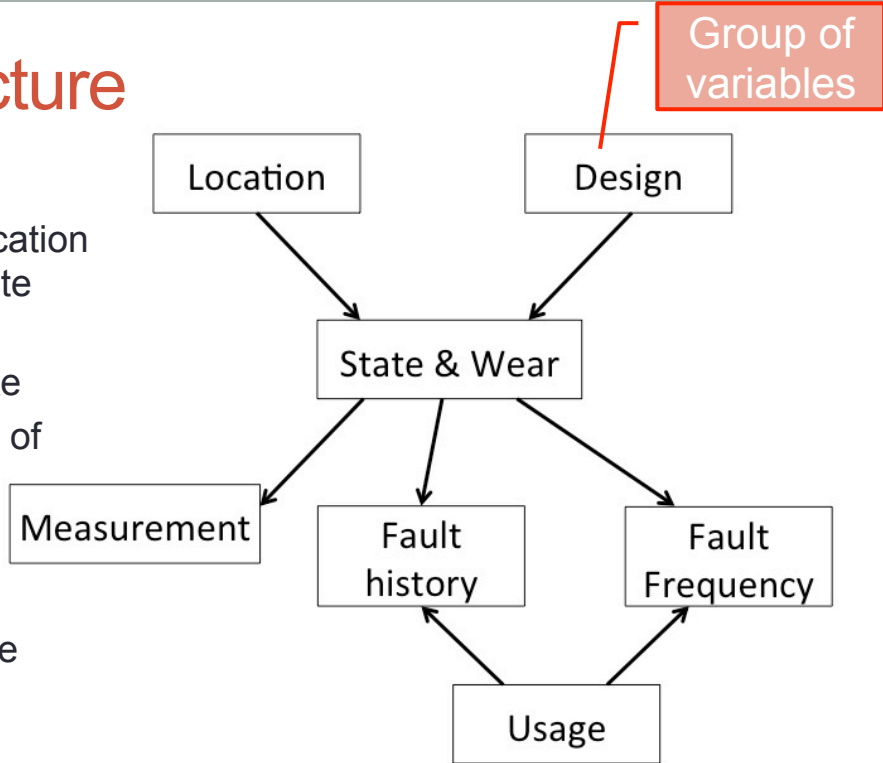 Group of
variables
cture
Location
Design
cation
te
State & Wear
e
of
Measurement
Fault
history
Fault
Frequency
e
Usage